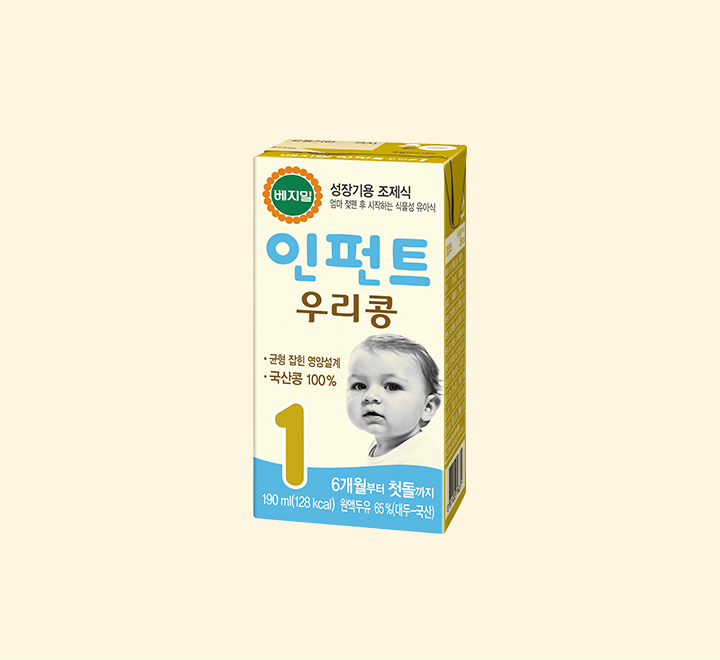 베지밀
성장기용 조제식
엄마 젖뗀 후 시작하는 식물성 유아식
인펀트
우리콩
• 균형 잡힌 영양설계
• 국산콩 100%
1
6개월부터 첫돌까지
190 ml(128 kcal) 원액두유 65%(대두-국산)